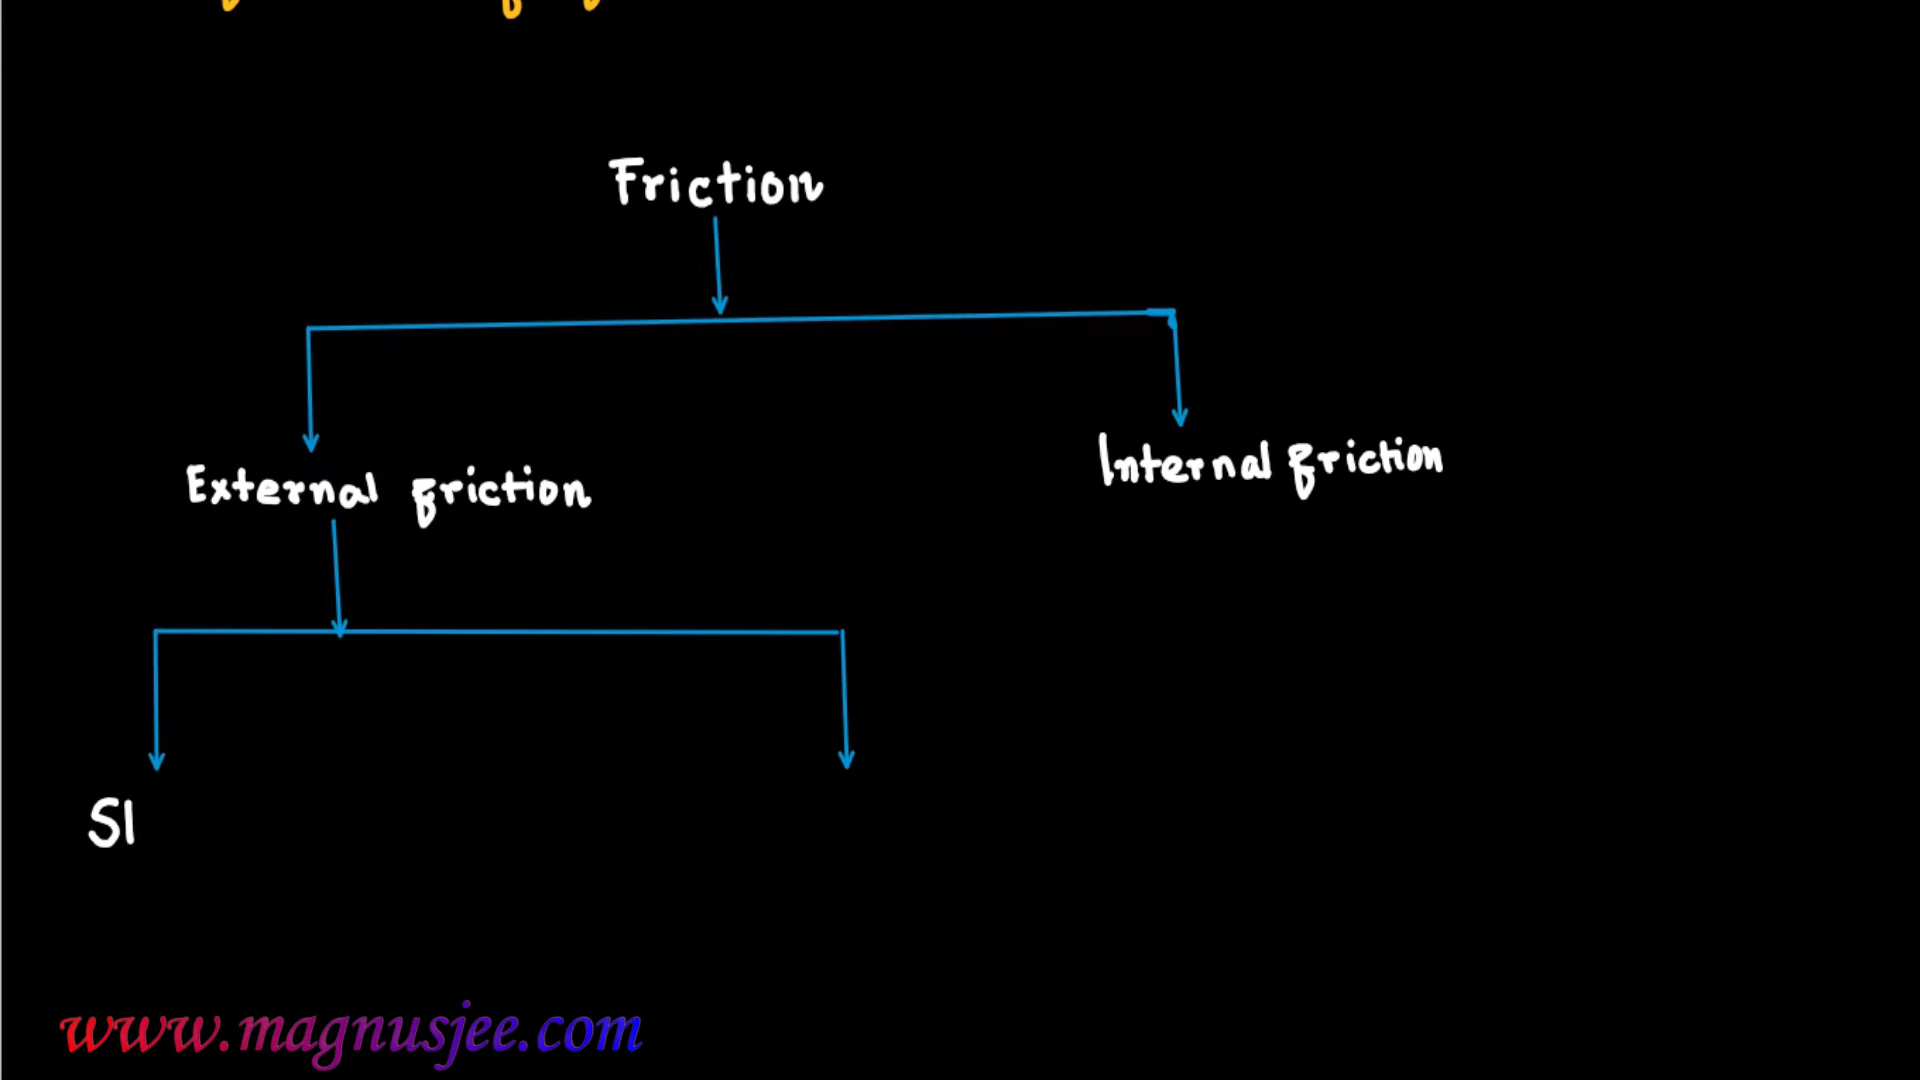 Friction
External friction
Internal friction
Sl
www.magnusjee.com